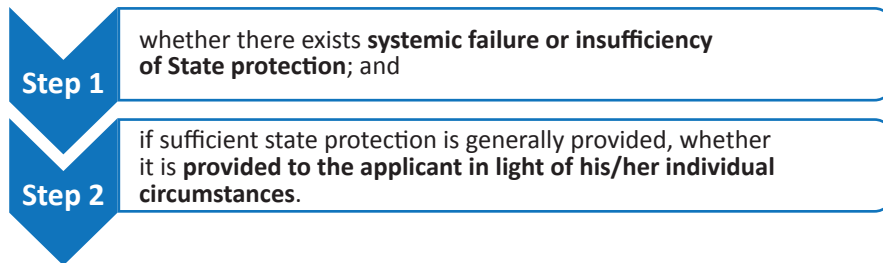 Step 1
whether there exists systemic failure or insufficiency
of State protection; and
Step 2
if sufficient state protection is generally provided, whether
it is provided to the applicant in light of his/her individual
circumstances.